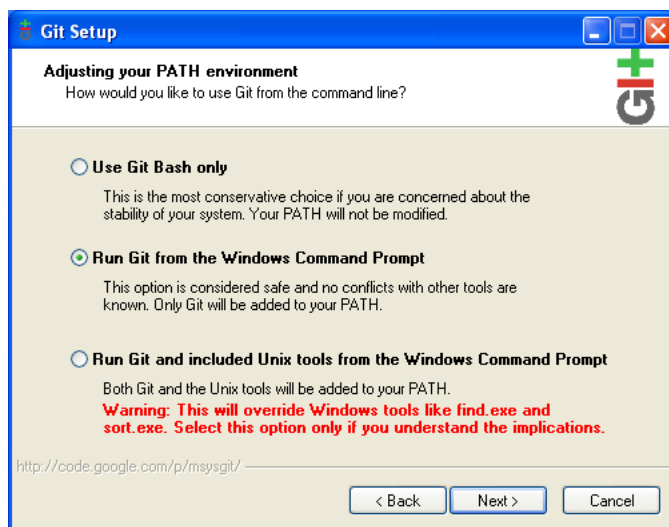 Git Setup
Adjusting your PATH environment
How would you like to use Git from the command line?
GIT
Use Git Bash only
This is the most conservative choice if you are concerned about the
stability of your system. Your PATH will not be modified.
Run Git from the Windows Command Prompt
This option is considered safe and no conflicts with other tools are
known. Only Git will be added to your PATH.
Run Git and included Unix tools from the Windows Command Prompt
Both Git and the Unix tools will be added to your PATH.
Warning: This will override Windows tools like find.exe and
sort.exe. Select this option only if you understand the implications.
http://code.google.com/p/msysgit/
< Back Next > Cancel